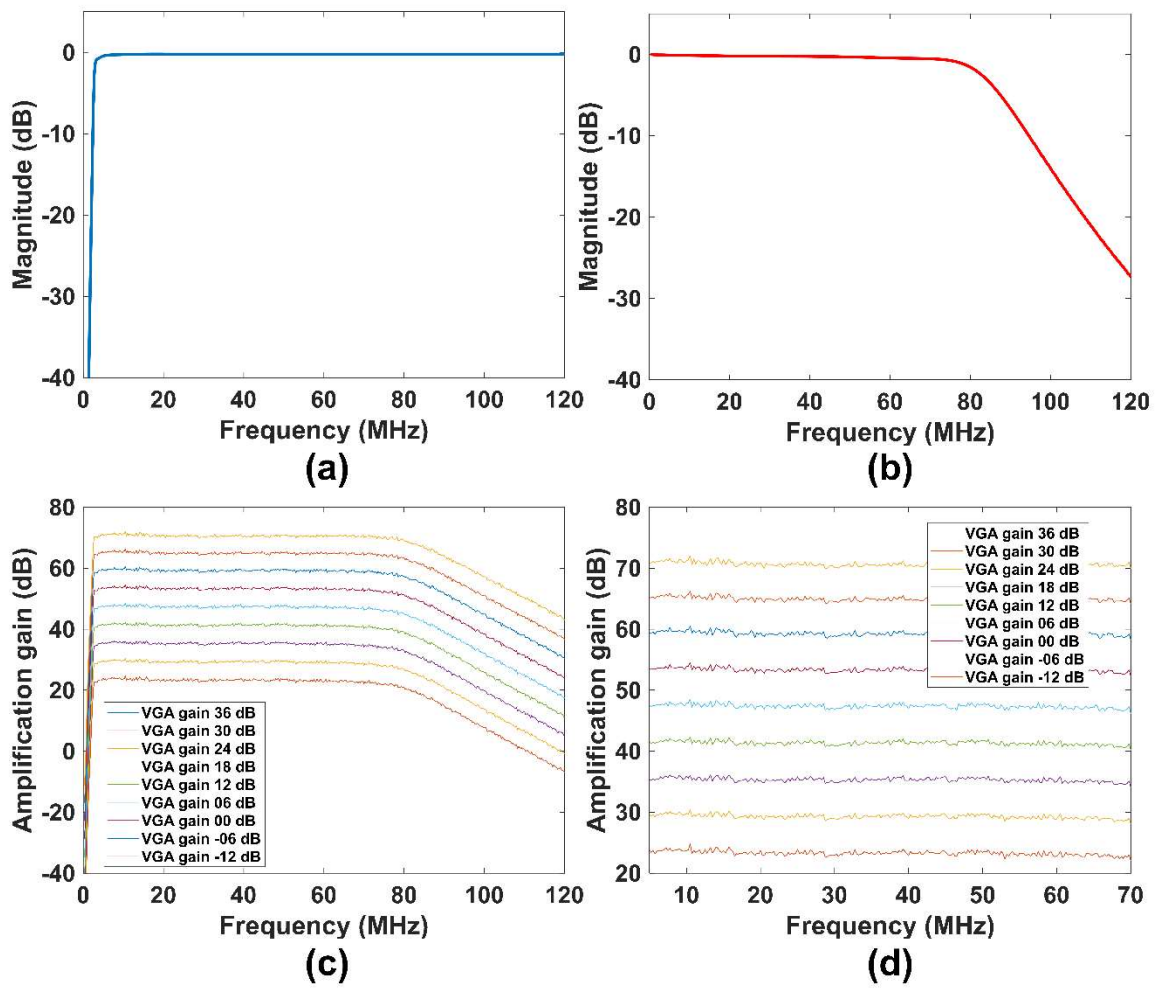 0
-10
-20
-30
-40
Magnitude (dB)
0 20 40 60 80 100 120
Frequency (MHz)
(a)
0
-10
-20
-30
-40
Magnitude (dB)
0 20 40 60 80 100 120
Frequency (MHz)
(b)
80
60
40
20
0
-20
-40
Amplification gain (dB)
VGA gain 36 dB
VGA gain 30 dB
VGA gain 24 dB
VGA gain 18 dB
VGA gain 12 dB
VGA gain 06 dB
VGA gain 00 dB
VGA gain -06 dB
VGA gain -12 dB
0 20 40 60 80 100 120
Frequency (MHz)
(c)
80
70
60
50
40
30
20
Amplification gain (dB)
VGA gain 36 dB
VGA gain 30 dB
VGA gain 24 dB
VGA gain 18 dB
VGA gain 12 dB
VGA gain 06 dB
VGA gain 00 dB
VGA gain -06 dB
VGA gain -12 dB
10 20 30 40 50 60 70
Frequency (MHz)
(d)